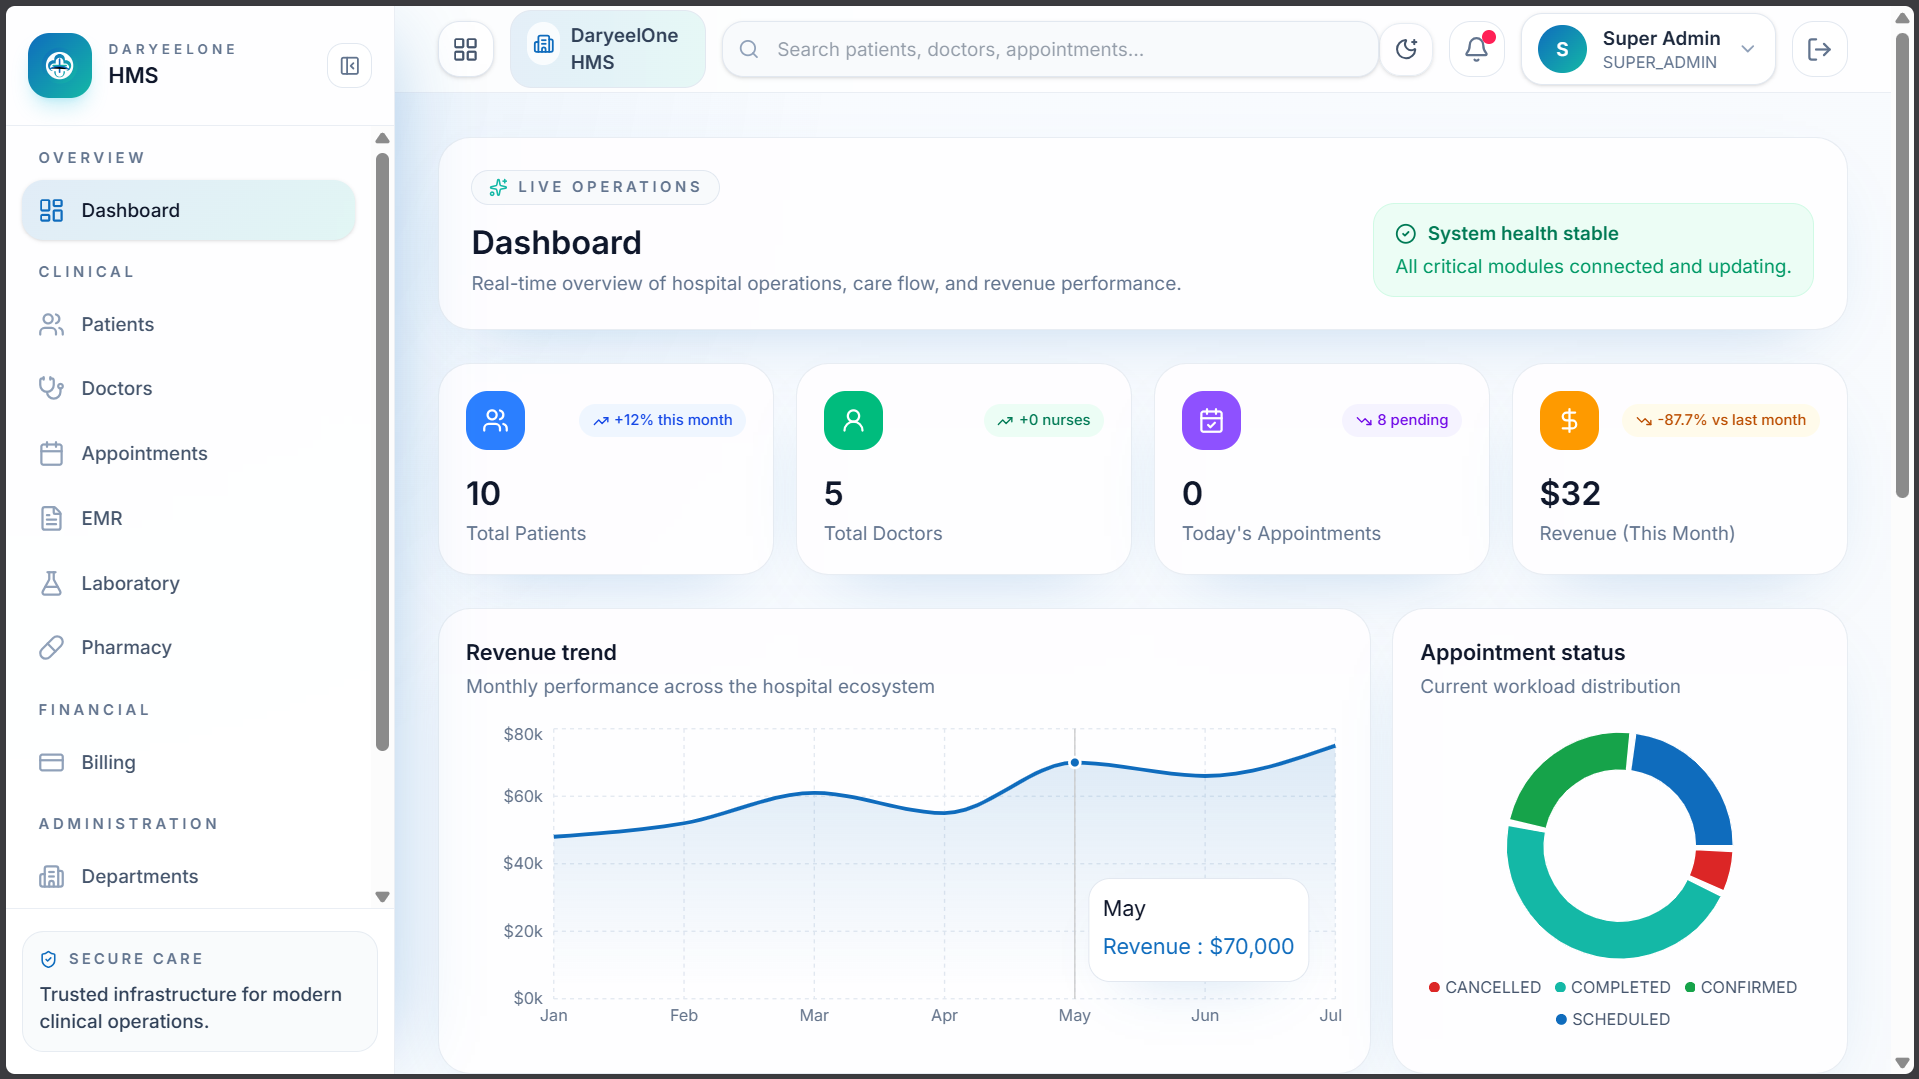 DARYEELONE
HMS
OVERVIEW
Dashboard
CLINICAL
Patients
Doctors
Appointments
EMR
Laboratory
Pharmacy
FINANCIAL
Billing
ADMINISTRATION
Departments
SECURE CARE
Trusted infrastructure for modern
clinical operations.
DaryeelOne
HMS
Search patients, doctors, appointments...
S
Super Admin
SUPER_ADMIN
LIVE OPERATIONS
Dashboard
Real-time overview of hospital operations, care flow, and revenue performance.
System health stable
All critical modules connected and updating.
+12% this month
10
Total Patients
+0 nurses
5
Total Doctors
8 pending
0
Today's Appointments
-87.7% vs last month
$32
Revenue (This Month)
Revenue trend
Monthly performance across the hospital ecosystem
$80k
$60k
$40k
$20k
$0k
Jan Feb Mar Apr May Jun Jul
May
Revenue : $70,000
Appointment status
Current workload distribution
CANCELLED COMPLETED CONFIRMED
SCHEDULED